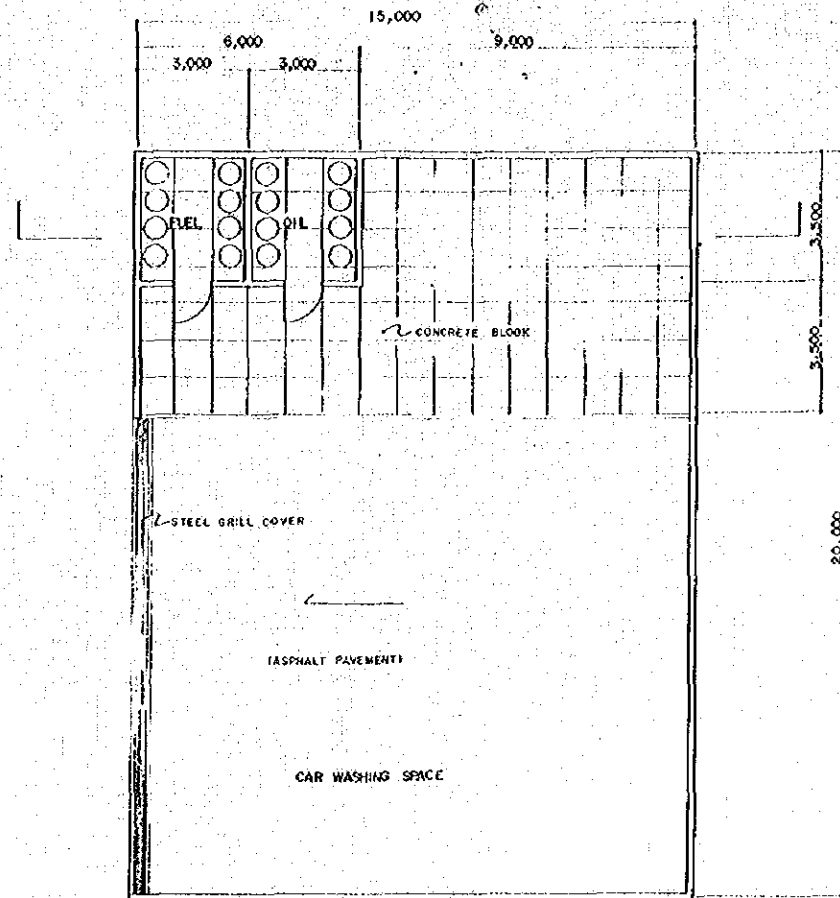 15,000
6,000
9,000
3,000
3,000
FUEL
OIL
3,500
CONCRETE BLOOK
3,500
STEEL GRILL COVER
20,000
(ASPHALT PAVEMENT)
CAR WASHING SPACE